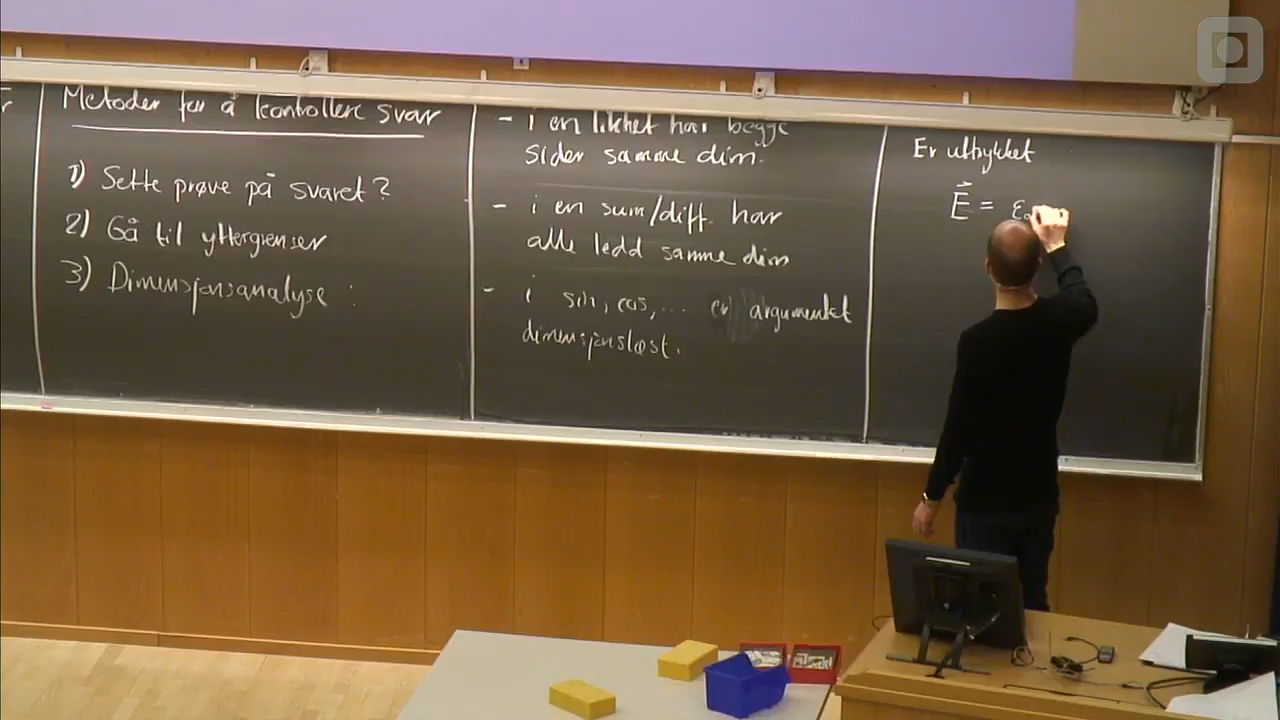 Metoder for å kontrollere svar
1) Sette prøve på svaret?
2) Gå til yttergrenser
3) Dimensjonsanalyse :
- i en likhet har begge
sider samme dim.
- i en sum/diff. har
alle ledd samme dim
- i sin, cos, .... er argumentet
dimensjonsløst.
Er uttrykket
E⃗ = ε₀